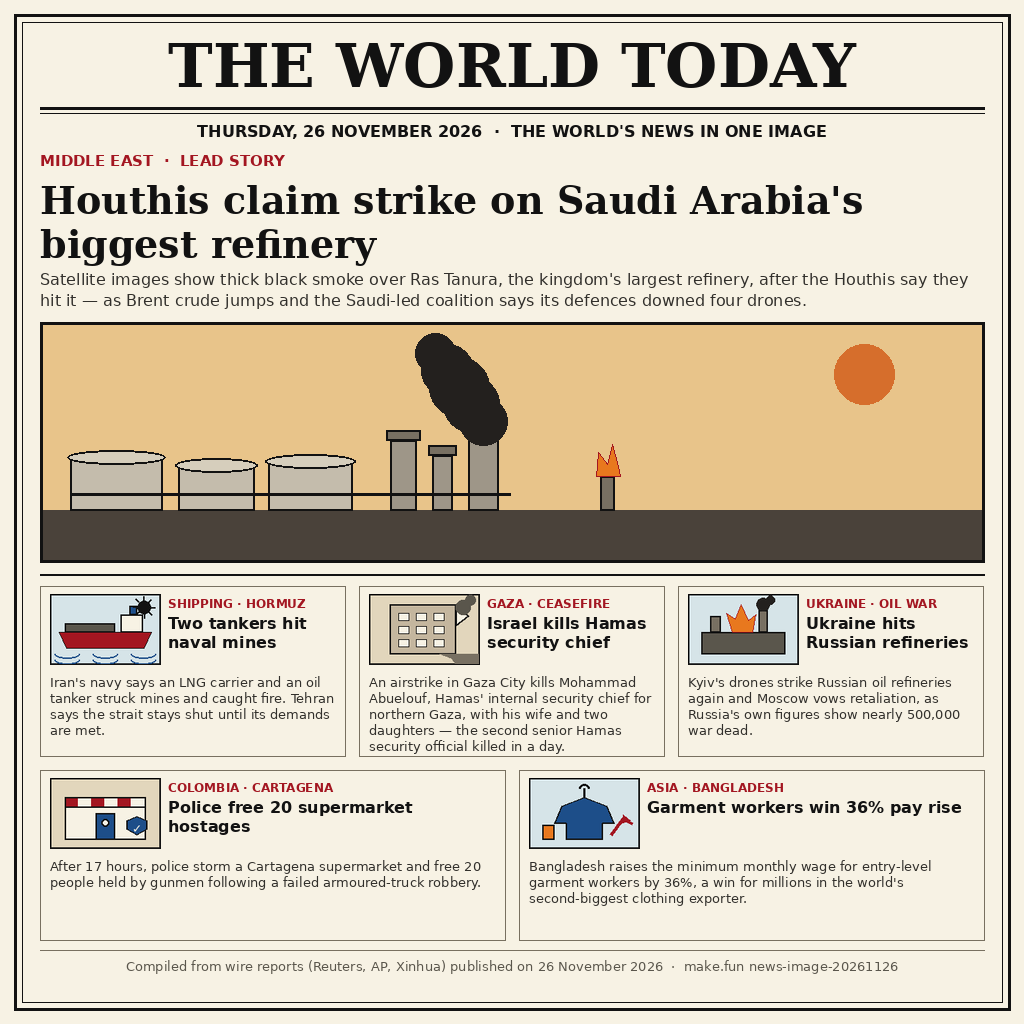 THE WORLD TODAY
THURSDAY, 26 NOVEMBER 2026 · THE WORLD'S NEWS IN ONE IMAGE
MIDDLE EAST · LEAD STORY
Houthis claim strike on Saudi Arabia's
biggest refinery
Satellite images show thick black smoke over Ras Tanura, the kingdom's largest refinery, after the Houthis say they
hit it — as Brent crude jumps and the Saudi-led coalition says its defences downed four drones.
SHIPPING · HORMUZ
Two tankers hit
naval mines
Iran's navy says an LNG carrier and an oil
tanker struck mines and caught fire. Tehran
says the strait stays shut until its demands
are met.
GAZA · CEASEFIRE
Israel kills Hamas
security chief
An airstrike in Gaza City kills Mohammad
Abuelouf, Hamas' internal security chief for
northern Gaza, with his wife and two
daughters — the second senior Hamas
security official killed in a day.
UKRAINE · OIL WAR
Ukraine hits
Russian refineries
Kyiv's drones strike Russian oil refineries
again and Moscow vows retaliation, as
Russia's own figures show nearly 500,000
war dead.
COLOMBIA · CARTAGENA
Police free 20 supermarket
hostages
After 17 hours, police storm a Cartagena supermarket and free 20
people held by gunmen following a failed armoured-truck robbery.
ASIA · BANGLADESH
Garment workers win 36% pay rise
Bangladesh raises the minimum monthly wage for entry-level
garment workers by 36%, a win for millions in the world's
second-biggest clothing exporter.
Compiled from wire reports (Reuters, AP, Xinhua) published on 26 November 2026 · make.fun news-image-20261126